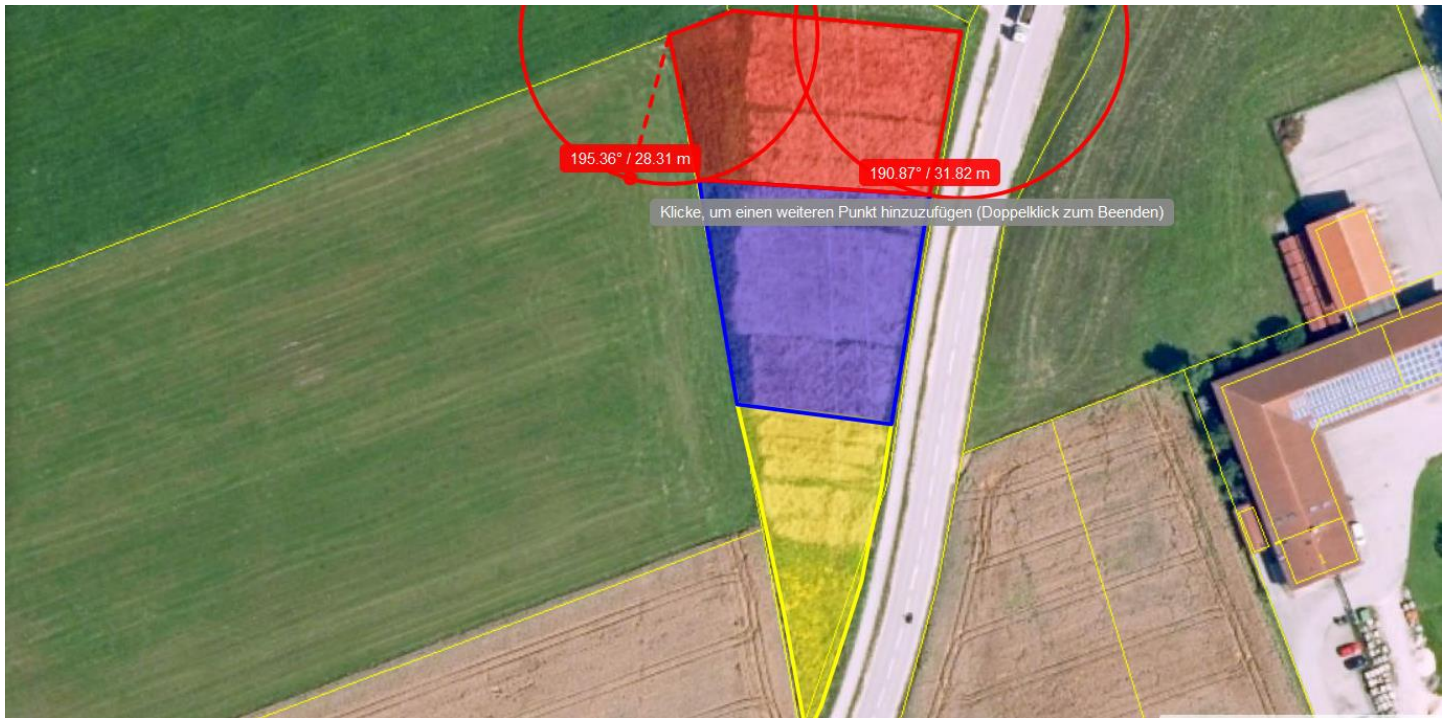 195.36° / 28.31 m
190.87° / 31.82 m
Klicke, um einen weiteren Punkt hinzuzufügen (Doppelklick zum Beenden)